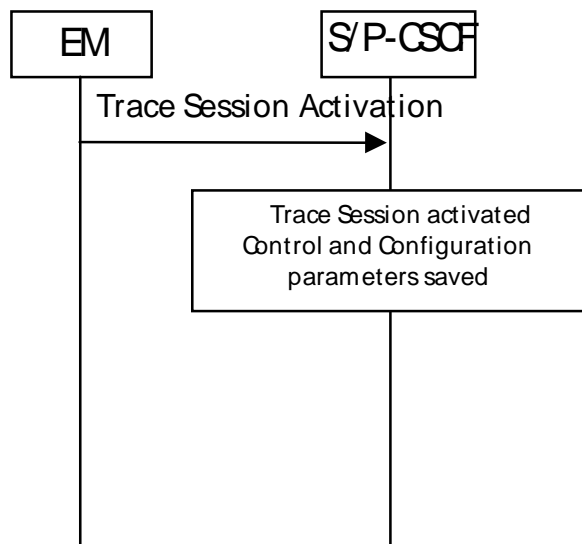 EM
S/P-CSCF
Trace Session Activation
Trace Session activated
Control and Configuration
parameters saved